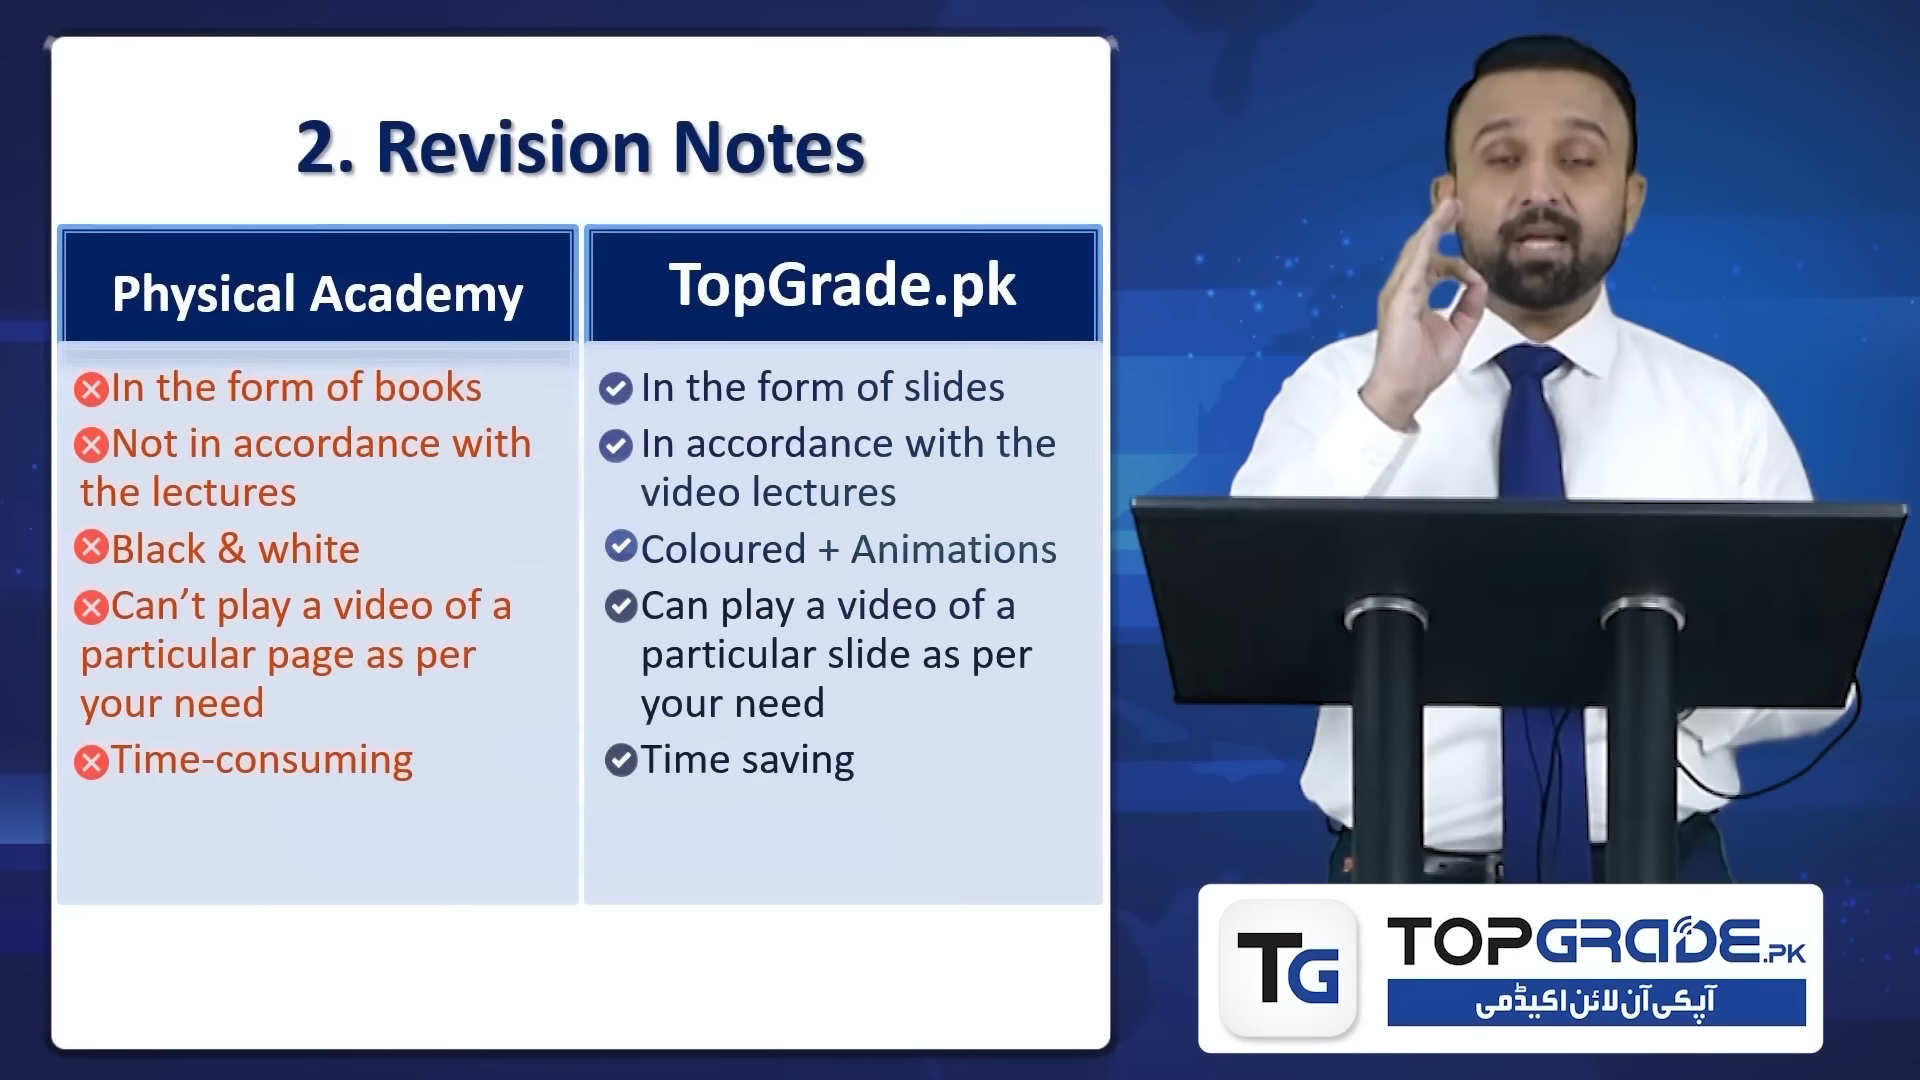 2. Revision Notes
Physical Academy
In the form of books
Not in accordance with
the lectures
Black & white
Can’t play a video of a
particular page as per
your need
Time-consuming
TopGrade.pk
In the form of slides
In accordance with the
video lectures
Coloured + Animations
Can play a video of a
particular slide as per
your need
Time saving
TG
TOPGRADE.PK
آپکی آن لائن اکیڈمی